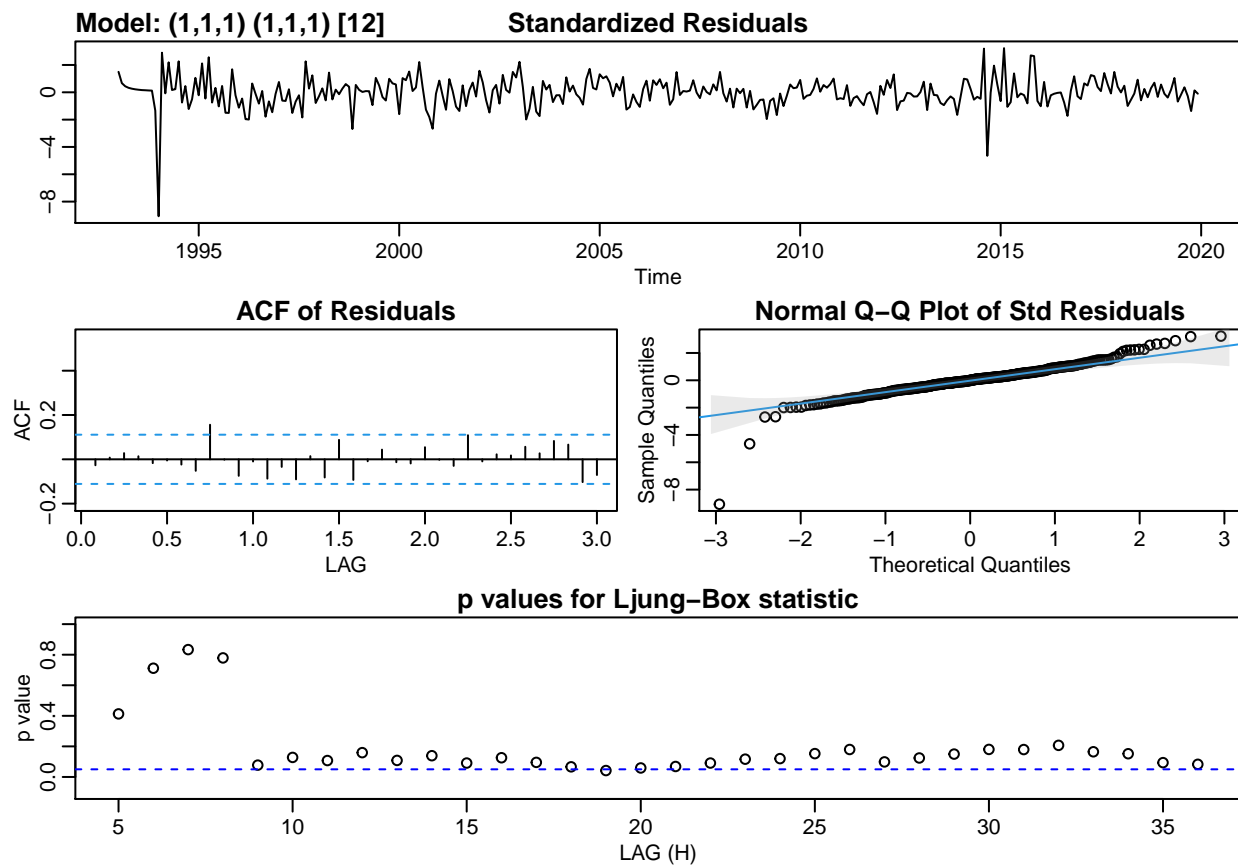 Model: (1,1,1) (1,1,1) [12] Standardized Residuals
0
−4
−8
1995 2000 2005 2010 2015 2020
Time
ACF of Residuals
ACF
0.2
−0.2
0.0 0.5 1.0 1.5 2.0 2.5 3.0
LAG
Normal Q−Q Plot of Std Residuals
Sample Quantiles
0
−4
−8
−3 −2 −1 0 1 2 3
Theoretical Quantiles
p values for Ljung−Box statistic
p value
0.8
0.4
0.0
5 10 15 20 25 30 35
LAG (H)